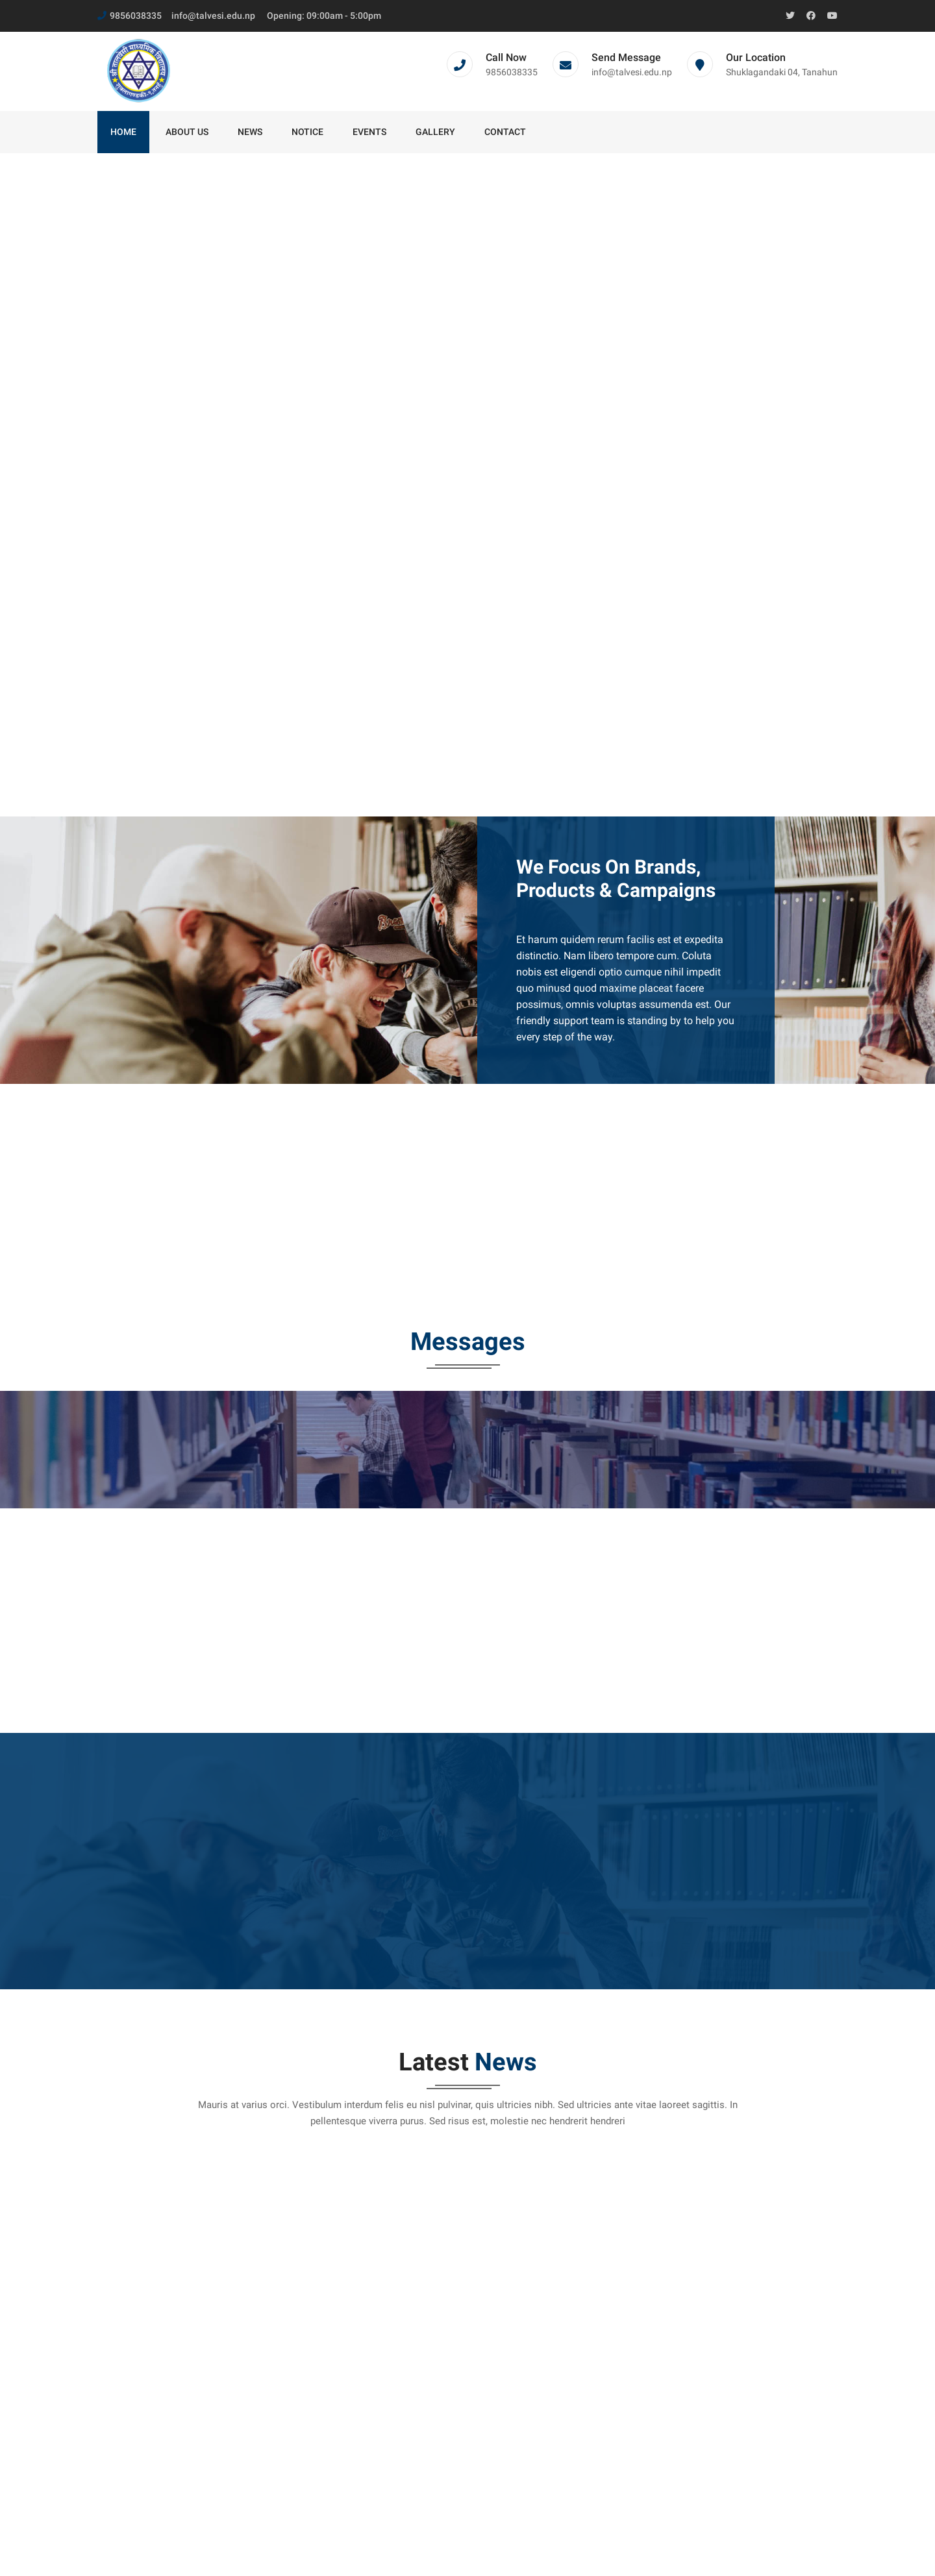 9856038335 info@talvesi.edu.np Opening: 09:00am - 5:00pm
Call Now
9856038335
Send Message
info@talvesi.edu.np
Our Location
Shuklagandaki 04, Tanahun
HOME ABOUT US NEWS NOTICE EVENTS GALLERY CONTACT
We Focus On Brands,
Products & Campaigns
Et harum quidem rerum facilis est et expedita
distinctio. Nam libero tempore cum. Coluta
nobis est eligendi optio cumque nihil impedit
quo minusd quod maxime placeat facere
possimus, omnis voluptas assumenda est. Our
friendly support team is standing by to help you
every step of the way.
Messages
Latest News
Mauris at varius orci. Vestibulum interdum felis eu nisl pulvinar, quis ultricies nibh. Sed ultricies ante vitae laoreet sagittis. In
pellentesque viverra purus. Sed risus est, molestie nec hendrerit hendreri